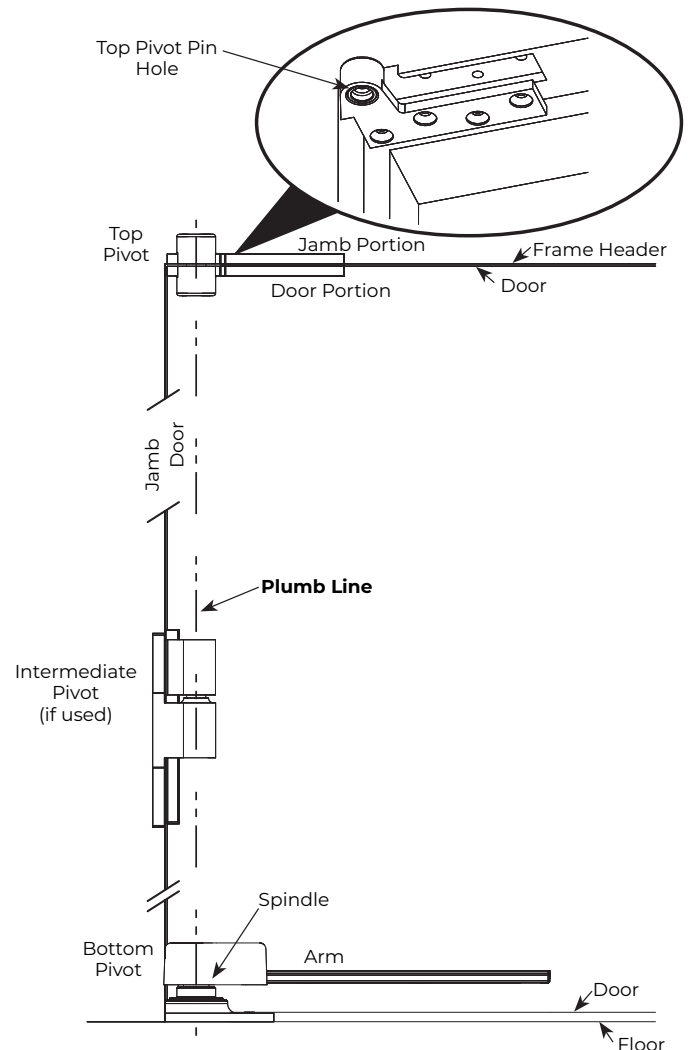 Top Pivot Pin
Hole
Top
Pivot
Jamb Portion
Frame Header
Door Portion
Door
Jamb
Door
Plumb Line
Intermediate
Pivot
(if used)
Spindle
Bottom
Pivot
Arm
Door
Floor